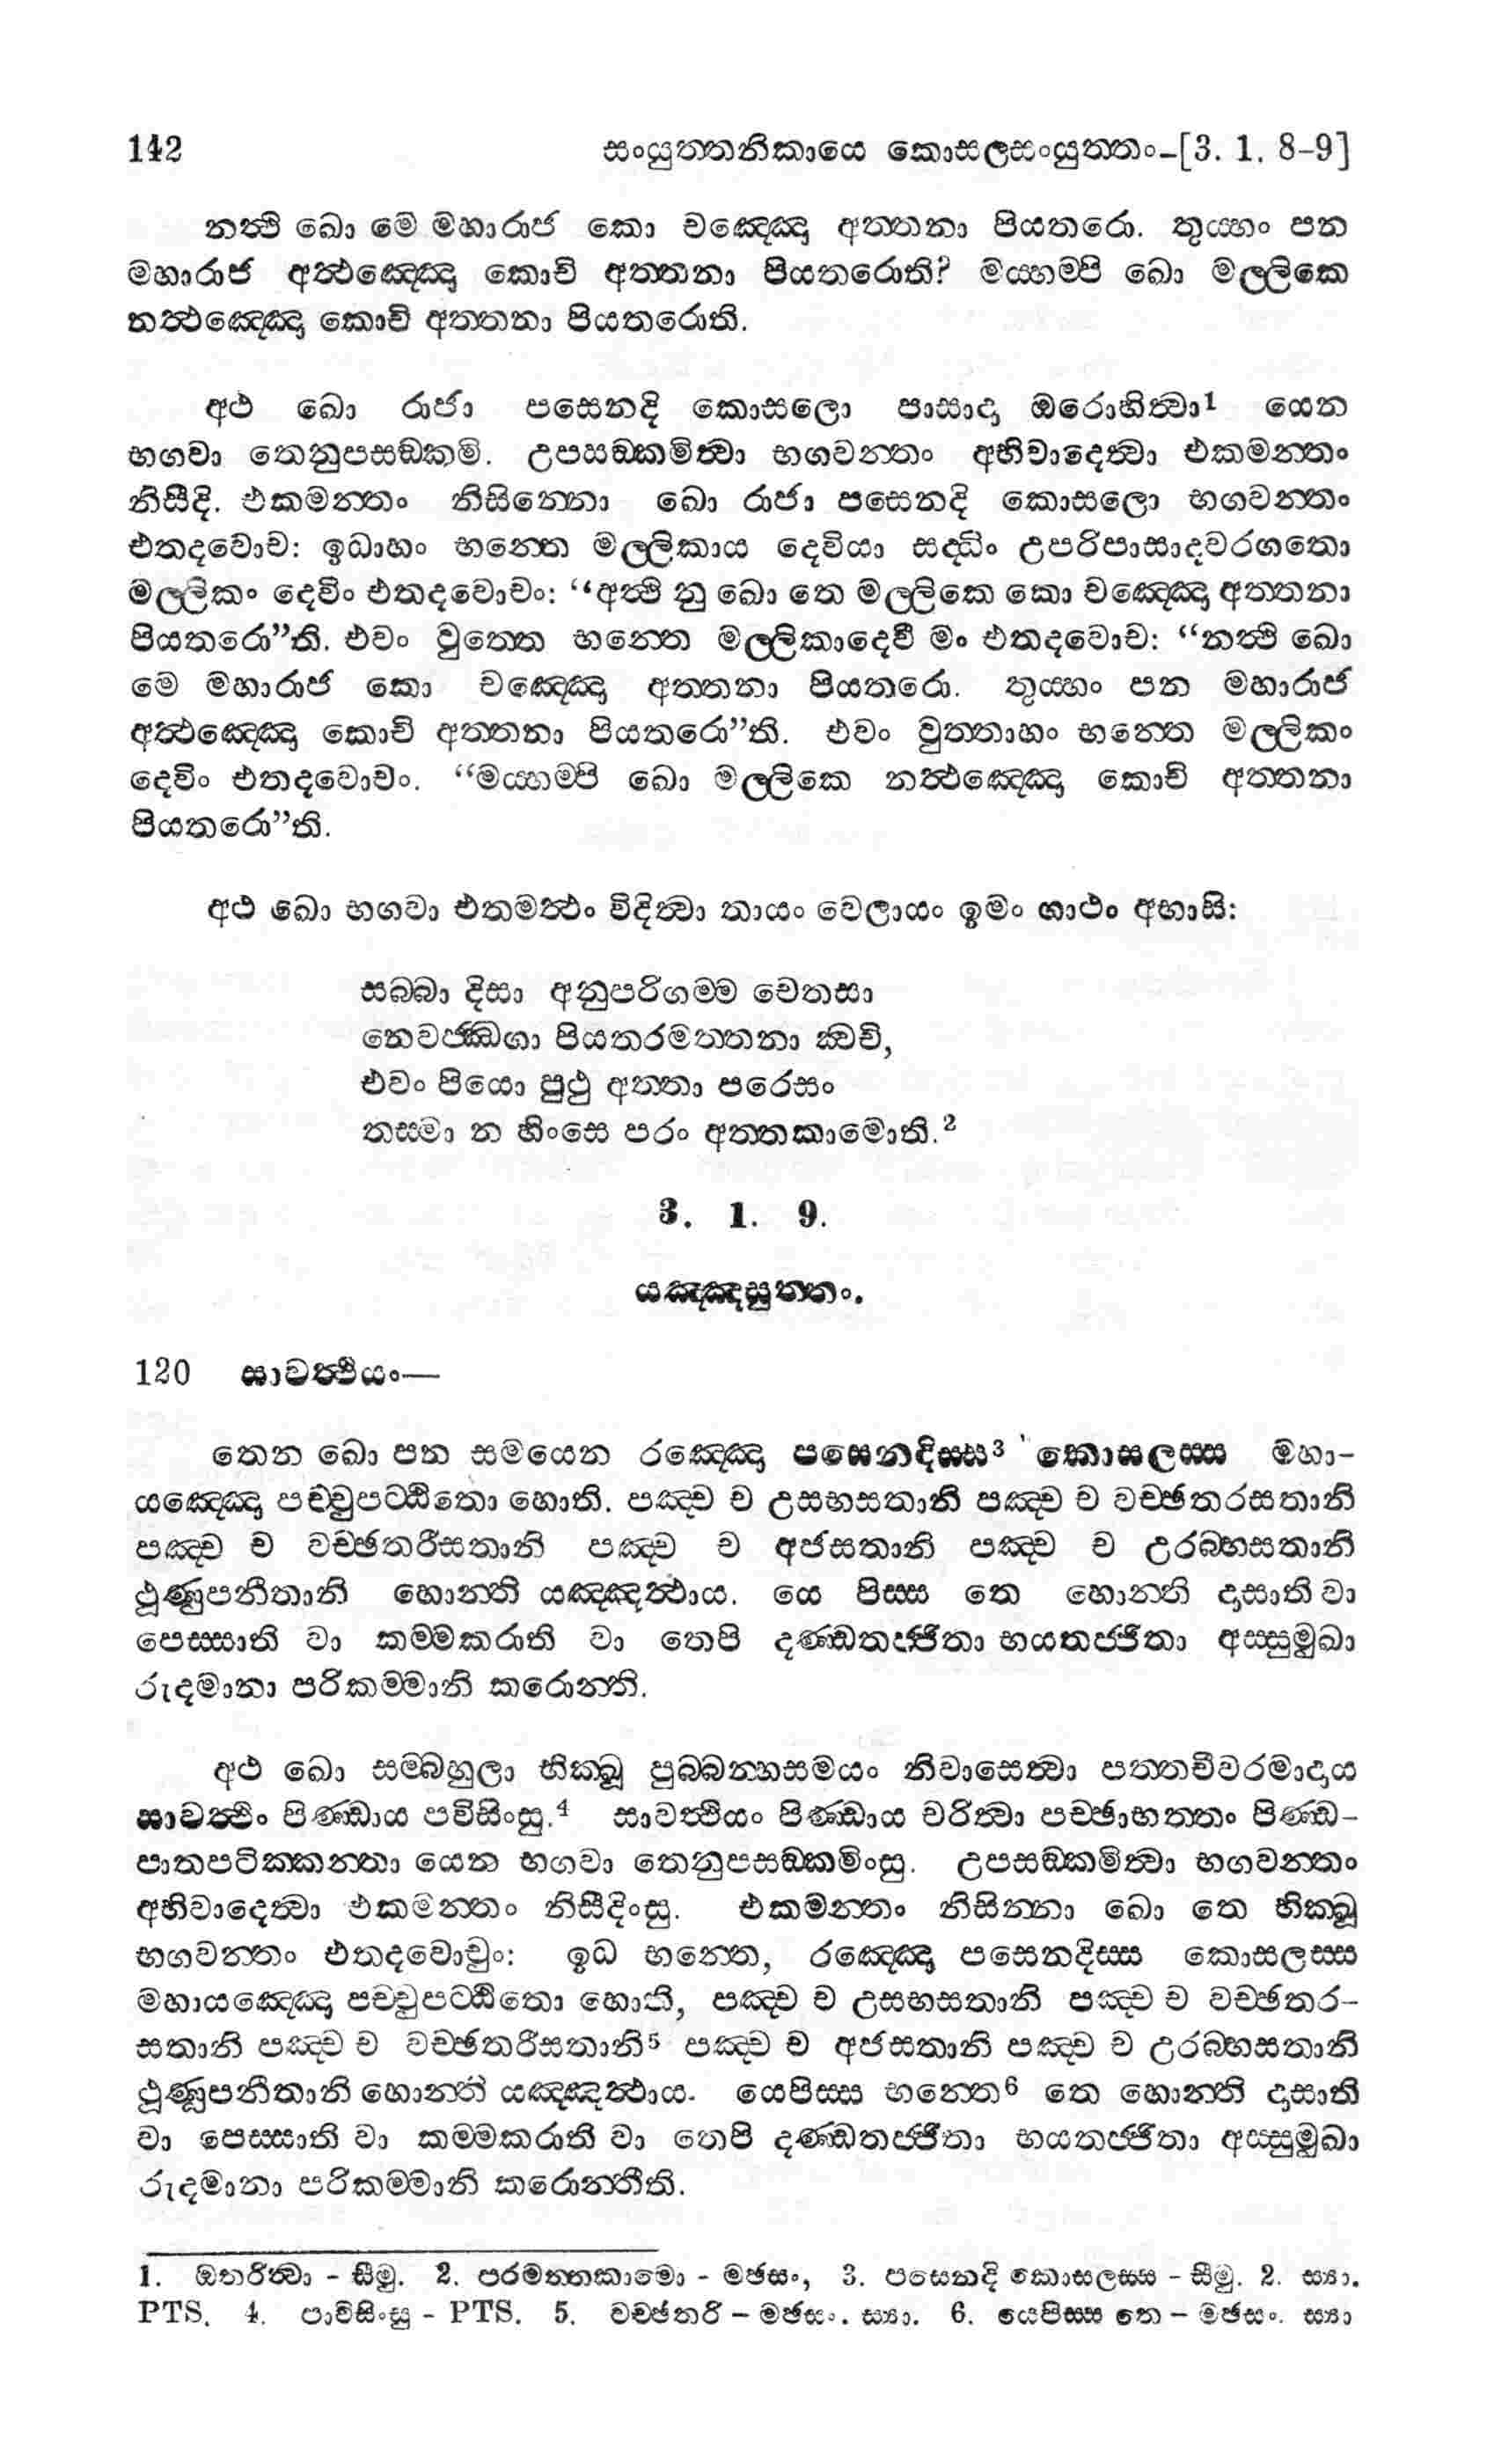 142 සංයුත්තනිකායෙ කොසලසංයුත්තං-[3. 1. 8-9]
නත්ථි ඛො මෙ මහාරාජ කො චඤ්ඤො අත්තනා පියතරො. තුය්හං පන
මහාරාජ අත්ථඤ්ඤො කොචි අත්තනා පියතරොති? මය්හම්පි ඛො මල්ලිකෙ
නත්ථඤ්ඤො කොචි අත්තනා පියතරොති.
අථ ඛො රාජා පසෙනදි කොසලො පාසාදා ඔරොහිත්වා1 යෙන
භගවා තෙනුපසඞ්කමි. උපසඞ්කමිත්වා භගවන්තං අභිවාදෙත්වා එකමන්තං
නිසීදි. එකමන්තං නිසින්නො ඛො රාජා පසෙනදි කොසලො භගවන්තං
එතදවොච: ඉධාහං භන්තෙ මල්ලිකාය දෙවියා සද්ධිං උපරිපාසාදවරගතො
මල්ලිකං දෙවිං එතදවොචං: “අත්ථි නු ඛො තෙ මල්ලිකෙ කො චඤ්ඤො අත්තනා
පියතරො”ති. එවං වුත්තෙ භන්තෙ මල්ලිකාදෙවී මං එතදවොච: “නත්ථි ඛො
මෙ මහාරාජ කො චඤ්ඤො අත්තනා පියතරො. තුය්හං පන මහාරාජ
අත්ථඤ්ඤො කොචි අත්තනා පියතරො”ති. එවං වුත්තාහං භන්තෙ මල්ලිකං
දෙවිං එතදවොචං. “මය්හම්පි ඛො මල්ලිකෙ නත්ථඤ්ඤො කොචි අත්තනා
පියතරො”ති.
අථ ඛො භගවා එතමත්ථං විදිත්වා තායං වෙලායං ඉමං ගාථං අභාසි:
සබ්බා දිසා අනුපරිගම්ම චෙතසා
නෙවජ්ඣගා පියතරමත්තනා ක්වචි,
එවං පියො පුථු අත්තා පරෙසං
තස්මා න හිංසෙ පරං අත්තකාමොති.2
3. 1. 9.
යඤ්ඤසුත්තං.
120 සාවත්ථියං—
තෙන ඛො පන සමයෙන රඤ්ඤො පසෙනදිස්ස3 කොසලස්ස මහා-
යඤ්ඤො පච්චුපට්ඨිතො හොති. පඤ්ච ච උසභසතානි පඤ්ච ච වච්ඡතරසතානි
පඤ්ච ච වච්ඡතරීසතානි පඤ්ච ච අජසතානි පඤ්ච ච උරබ්භසතානි
ථූණුපනීතානි හොන්ති යඤ්ඤත්ථාය. යෙ පිස්ස තෙ හොන්ති දාසාති වා
පෙස්සාති වා කම්මකරාති වා තෙපි දණ්ඩතජ්ජිතා භයතජ්ජිතා අස්සුමුඛා
රුදමානා පරිකම්මානි කරොන්ති.
අථ ඛො සම්බහුලා භික්ඛූ පුබ්බන්හසමයං නිවාසෙත්වා පත්තචීවරමාදාය
සාවත්ථිං පිණ්ඩාය පවිසිංසු.4 සාවත්ථියං පිණ්ඩාය චරිත්වා පච්ඡාභත්තං පිණ්ඩ-
පාතපටික්කන්තා යෙන භගවා තෙනුපසඞ්කමිංසු. උපසඞ්කමිත්වා භගවන්තං
අභිවාදෙත්වා එකමන්තං නිසීදිංසු. එකමන්තං නිසින්නා ඛො තෙ භික්ඛූ
භගවන්තං එතදවොචුං: ඉධ භන්තෙ, රඤ්ඤො පසෙනදිස්ස කොසලස්ස
මහායඤ්ඤො පච්චුපට්ඨිතො හොති, පඤ්ච ච උසභසතානි පඤ්ච ච වච්ඡතර-
සතානි පඤ්ච ච වච්ඡතරීසතානි5 පඤ්ච ච අජසතානි පඤ්ච ච උරබ්භසතානි
ථූණුපනීතානි හොන්ති යඤ්ඤත්ථාය. යෙපිස්ස භන්තෙ6 තෙ හොන්ති දාසාති
වා පෙස්සාති වා කම්මකරාති වා තෙපි දණ්ඩතජ්ජිතා භයතජ්ජිතා අස්සුමුඛා
රුදමානා පරිකම්මානි කරොන්තීති.
1. ඔතරිත්වා - සීමු. 2. පරමත්තකාමො - මඡසං, 3. පසෙනදි කොසලස්ස - සීමු. 2. ස්යා.
PTS. 4. පාවිසිංසු - PTS. 5. වච්ඡතරි – මඡසං. ස්යා. 6. යෙපිස්ස තෙ – මඡසං. ස්යා